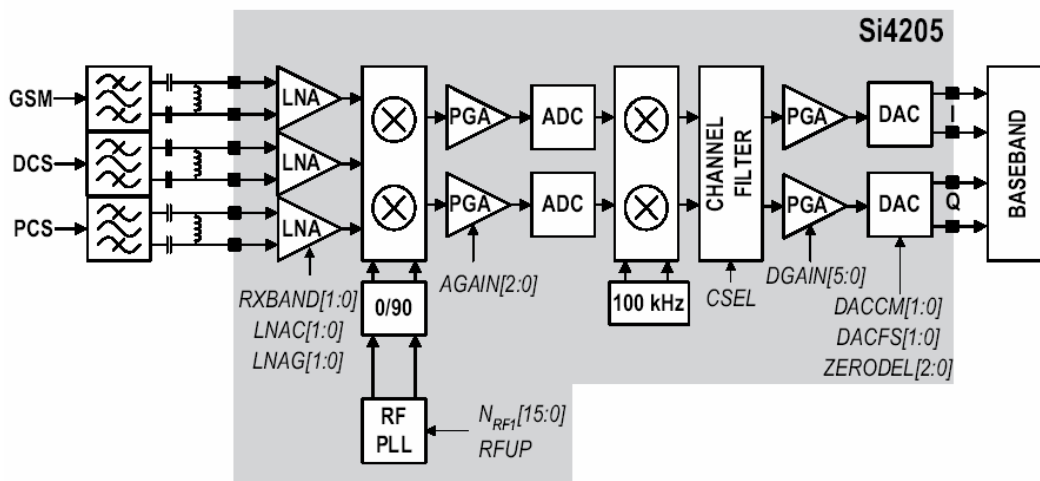 Si4205
GSM
DCS
PCS
LNA
LNA
LNA
PGA
PGA
ADC
ADC
CHANNEL
FILTER
PGA
PGA
DAC
DAC
I
Q
BASEBAND
RXBAND[1:0]
LNAC[1:0]
LNAG[1:0]
0/90
AGAIN[2:0]
100 kHz
CSEL
DGAIN[5:0]
DACCM[1:0]
DACFS[1:0]
ZERODEL[2:0]
RF
PLL
NRF1[15:0]
RFUP